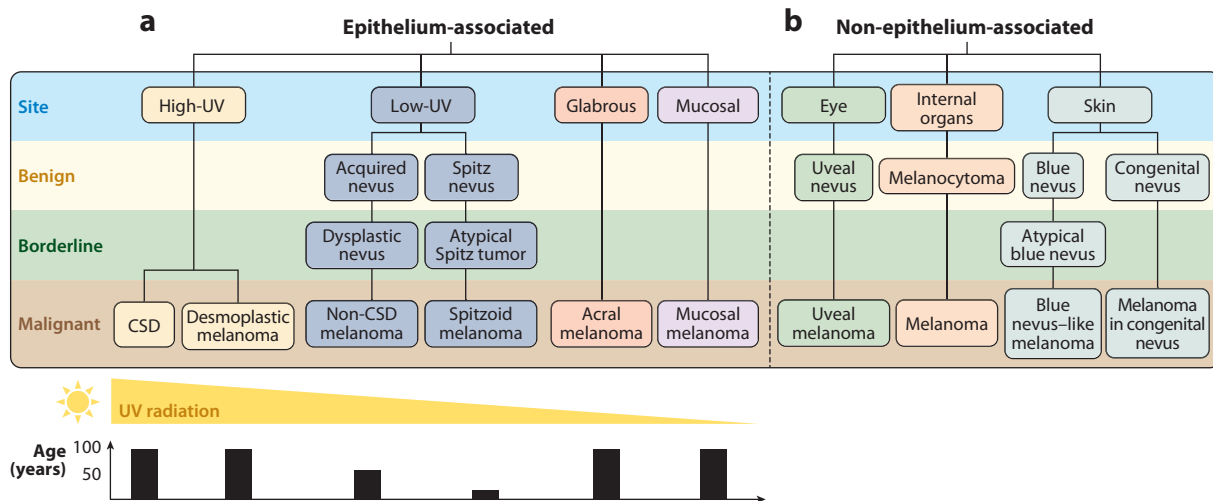 a Epithelium-associated
b Non-epithelium-associated
Site
High-UV
Low-UV
Glabrous
Mucosal
Eye
Internal
organs
Skin
Benign
Acquired
nevus
Spitz
nevus
Uveal
nevus
Melanocytoma
Blue
nevus
Congenital
nevus
Borderline
Dysplastic
nevus
Atypical
Spitz tumor
Atypical
blue nevus
Malignant
CSD
Desmoplastic
melanoma
Non-CSD
melanoma
Spitzoid
melanoma
Acral
melanoma
Mucosal
melanoma
Uveal
melanoma
Melanoma
Blue
nevus–like
melanoma
Melanoma
in congenital
nevus
UV radiation
Age
(years)
100
50